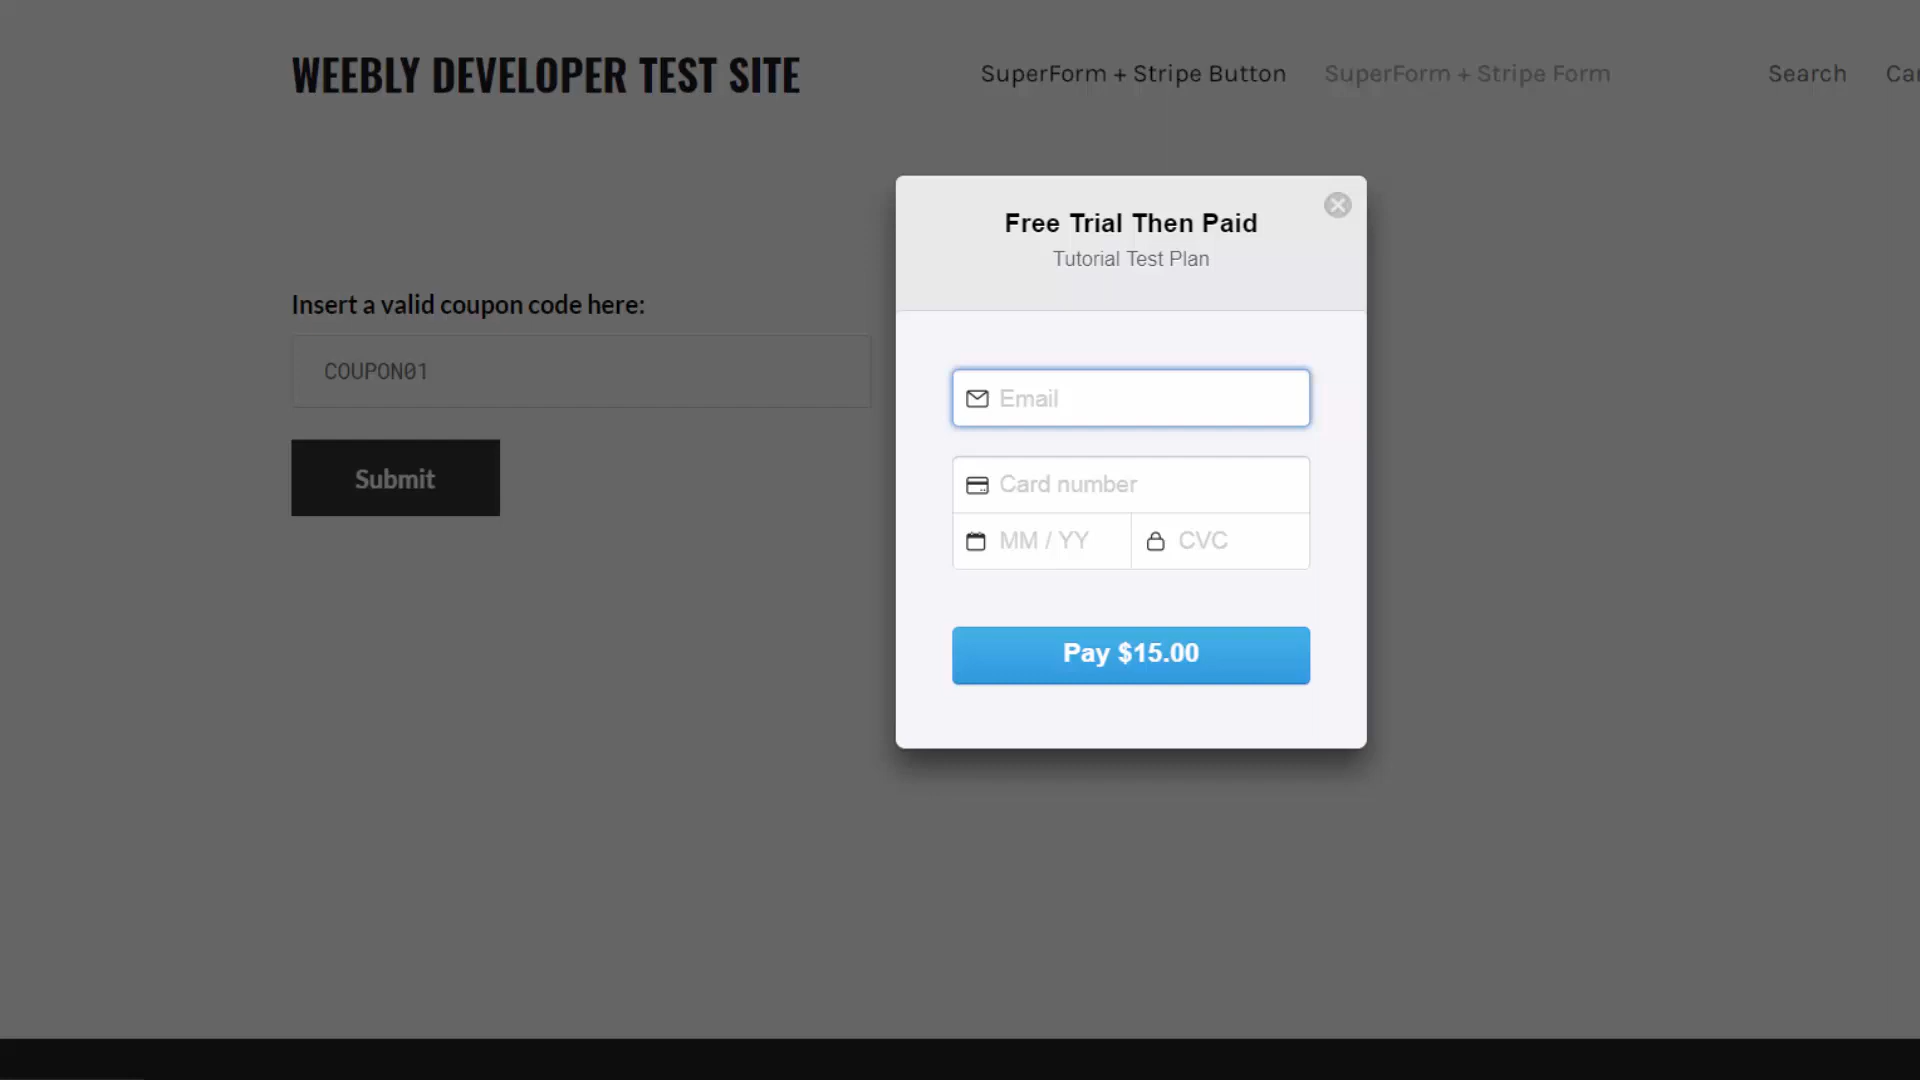 WEEBLY DEVELOPER TEST SITE
SuperForm + Stripe Button
SuperForm + Stripe Form
Search
Insert a valid coupon code here:
COUPON01
Submit
Free Trial Then Paid
Tutorial Test Plan
Email
Card number
MM / YY
CVC
Pay $15.00